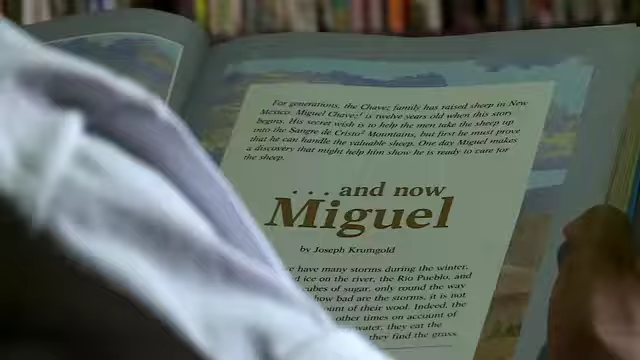 For generations, the Chavez family has raised sheep in New
Mexico. Miguel Chavez¹ is twelve years old when this story
begins. His secret wish is to help the men take the sheep up
into the Sangre de Cristo² Mountains, but first he must prove
that he can handle the valuable sheep. One day Miguel makes
a discovery that might help him show he is ready to care for
the sheep.
. . . and now
Miguel
by Joseph Krumgold
have many storms during the winter,
ice on the river, the Rio Pueblo, and
cubes of sugar, only round the way
how bad are the storms, it is not
of their wool. Indeed, the
other times on account of
water, they eat the
they find the grass.